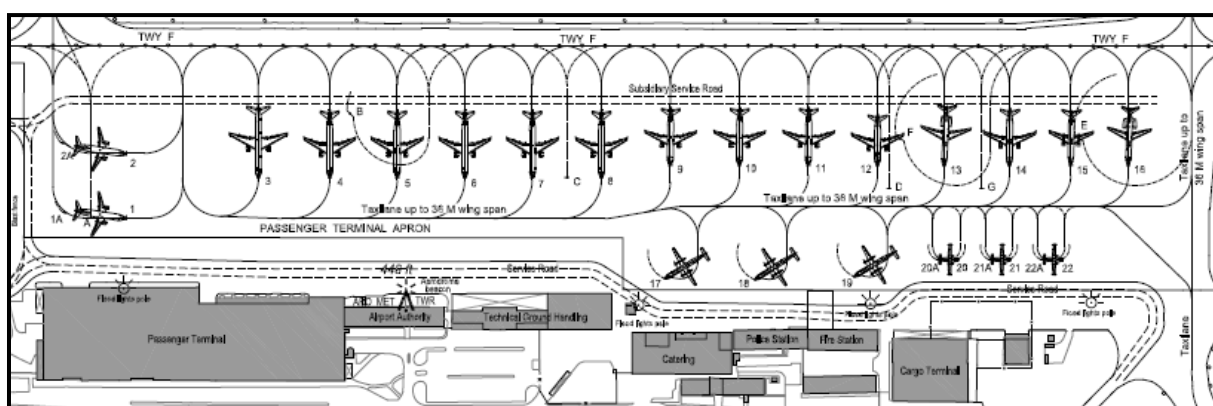 TWY F
TWY F
TWY F
Subsidiary Service Road
B
F
E
2A
2
3
4
5
6
7
C
8
9
10
11
12
D
13
G
14
15
16
Taxilane up to
36 M wing span
1A
A
1
Taxilane up to 36 M wing span
Taxilane up to 36 M wing span
PASSENGER TERMINAL APRON
17
18
19
20A
20
21A
21
22A
22
448 ft
Service Road
Service Road
Aerodrome
beacon
Flood lights pole
ARO MET
TWR
Airport Authority
Technical Ground Handling
Flood lights pole
Flood lights pole
Flood lights pole
Passenger Terminal
Catering
Police Station
Fire Station
Cargo Terminal
Taxilane